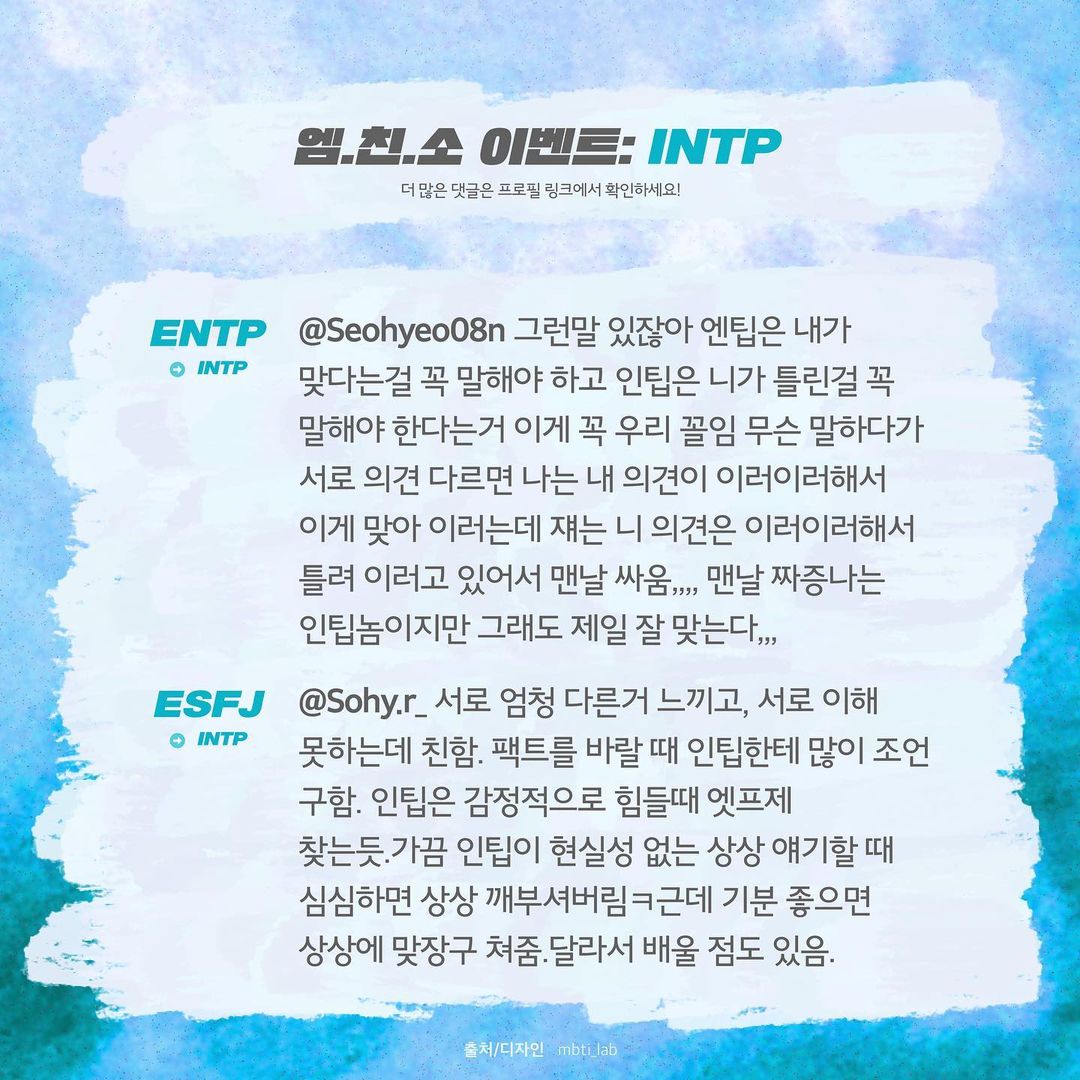 엠.친.소 이벤트: INTP
더 많은 댓글은 프로필 링크에서 확인하세요!
ENTP
INTP
@Seohyeo08n 그런말 있잖아 엔팁은 내가
맞다는걸 꼭 말해야 하고 인팁은 니가 틀린걸 꼭
말해야 한다는거 이게 꼭 우리 꼴임 무슨 말하다가
서로 의견 다르면 나는 내 의견이 이러이러해서
이게 맞아 이러는데 쟤는 니 의견은 이러이러해서
틀려 이러고 있어서 맨날 싸움,,,, 맨날 짜증나는
인팁놈이지만 그래도 제일 잘 맞는다,,,
ESFJ
INTP
@Sohy.r_ 서로 엄청 다른거 느끼고, 서로 이해
못하는데 친함. 팩트를 바랄 때 인팁한테 많이 조언
구함. 인팁은 감정적으로 힘들때 엣프제
찾는듯.가끔 인팁이 현실성 없는 상상 얘기할 때
심심하면 상상 깨부셔버림ㅋ근데 기분 좋으면
상상에 맞장구 쳐줌.달라서 배울 점도 있음.
출처/디자인 mbti_lab